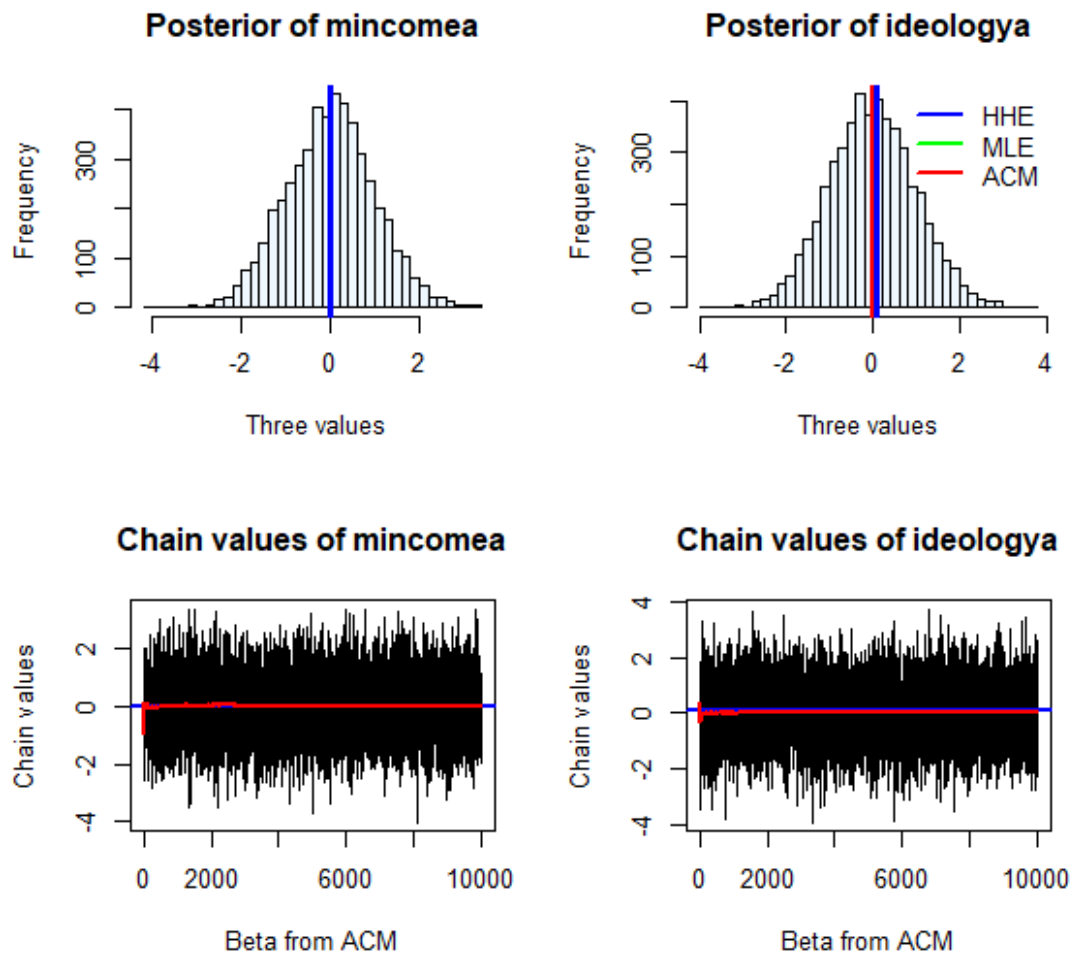 Posterior of mincomea
Frequency
0 100 300
-4 -2 0 2
Three values
Posterior of ideologya
HHE
MLE
ACM
Frequency
0 100 300
-4 -2 0 2 4
Three values
Chain values of mincomea
Chain values
-4 -2 0 2
0 2000 6000 10000
Beta from ACM
Chain values of ideologya
Chain values
-4 -2 0 2 4
0 2000 6000 10000
Beta from ACM